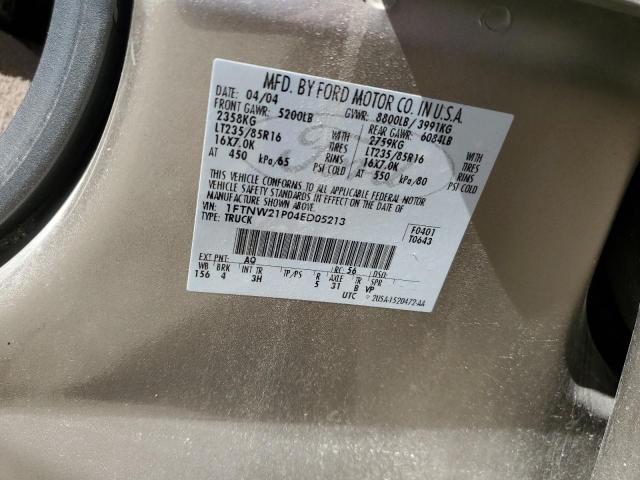 MFD. BY FORD MOTOR CO. IN U.S.A.
DATE: 04/04 GVWR: 8800LB/ 3991KG
FRONT GAWR: 5200LB REAR GAWR: 6084LB
2358KG WITH 2759KG WITH
LT235/85R16 TIRES LT235/85R16 TIRES
16X7.0K RIMS 16X7.0K RIMS
AT 450 kPa/65 PSI COLD AT 550 kPa/80 PSI COLD
THIS VEHICLE CONFORMS TO ALL APPLICABLE FEDERAL MOTOR
VEHICLE SAFETY STANDARDS IN EFFECT ON THE DATE OF
MANUFACTURE SHOWN ABOVE.
VIN: 1FTNW21P04ED05213 F0401
TYPE: TRUCK T0643
EXT PNT: AQ RC: 56 DSO:
WB BRK INT TR TP/PS R AXLE TR SPR
156 4 3H 5 31 B VP
UTC